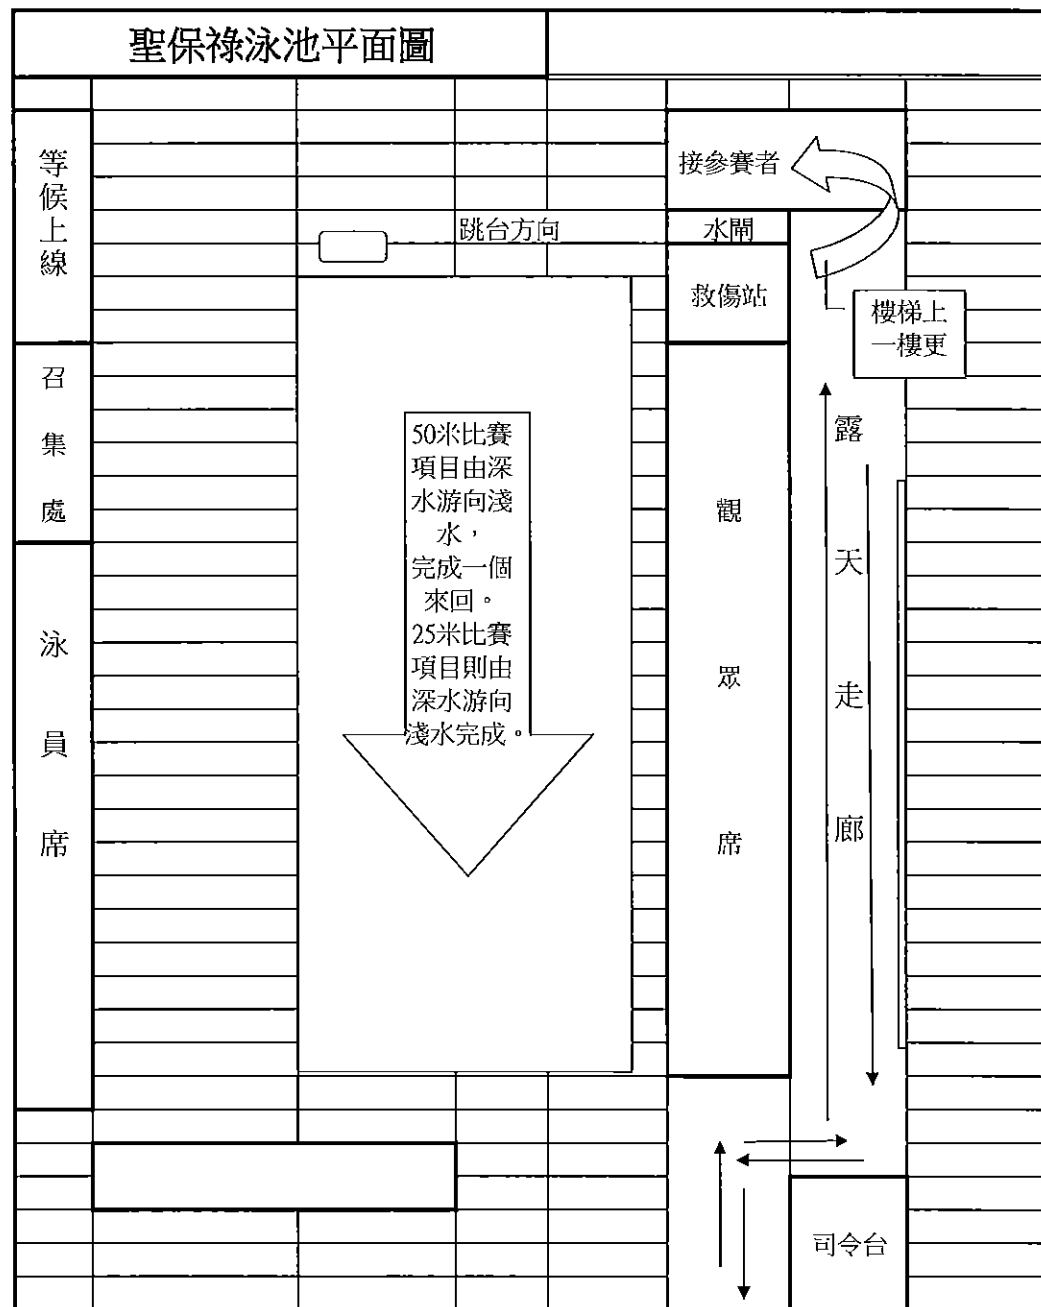 聖保祿泳池平面圖
等候上線
接參賽者
跳台方向
水閘
救傷站
樓梯上
一樓更
召集處
50米比賽
項目由深
水游向淺
水，
完成一個
來回。
25米比賽
項目則由
深水游向
淺水完成。
觀眾席
露天走廊
泳員席
司令台